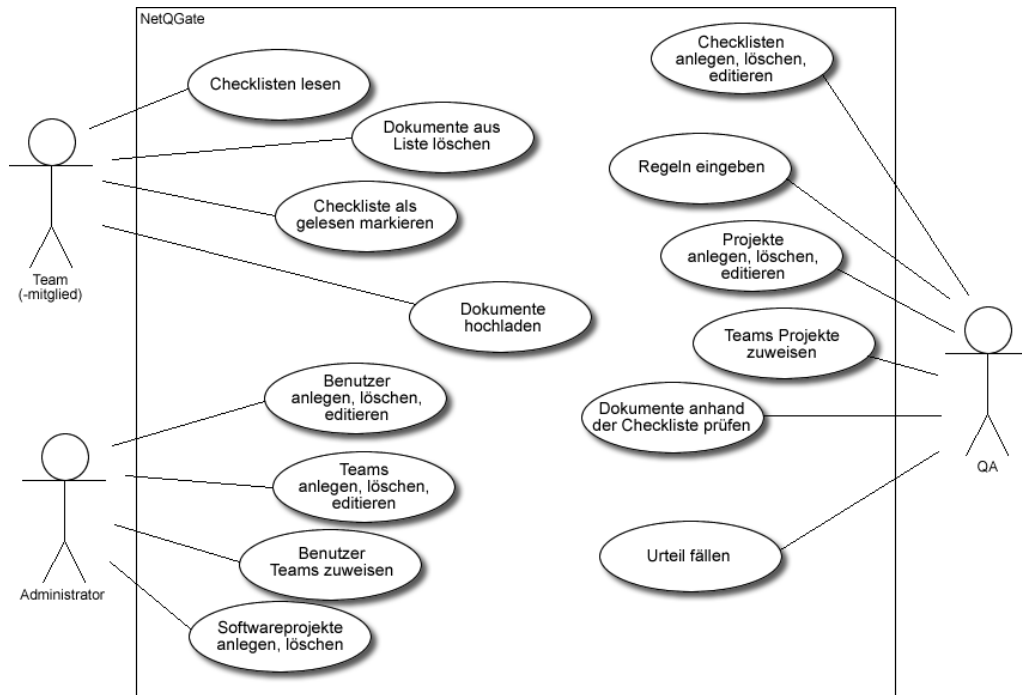 NetQGate
Checklisten
anlegen, löschen,
editieren
Checklisten lesen
Dokumente aus
Liste löschen
Regeln eingeben
Checkliste als
gelesen markieren
Team
(-mitglied)
Projekte
anlegen, löschen,
editieren
Dokumente
hochladen
Teams Projekte
zuweisen
Benutzer
anlegen, löschen,
editieren
Dokumente anhand
der Checkliste prüfen
QA
Teams
anlegen, löschen,
editieren
Benutzer
Teams zuweisen
Urteil fällen
Administrator
Softwareprojekte
anlegen, löschen